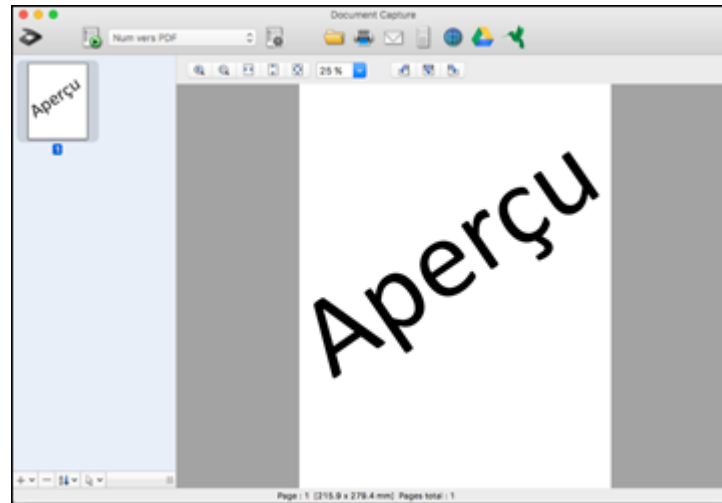 Document Capture
Num vers PDF
25 %
Aperçu
1
Aperçu
Page : 1 [215.9 x 279.4 mm] Pages total : 1